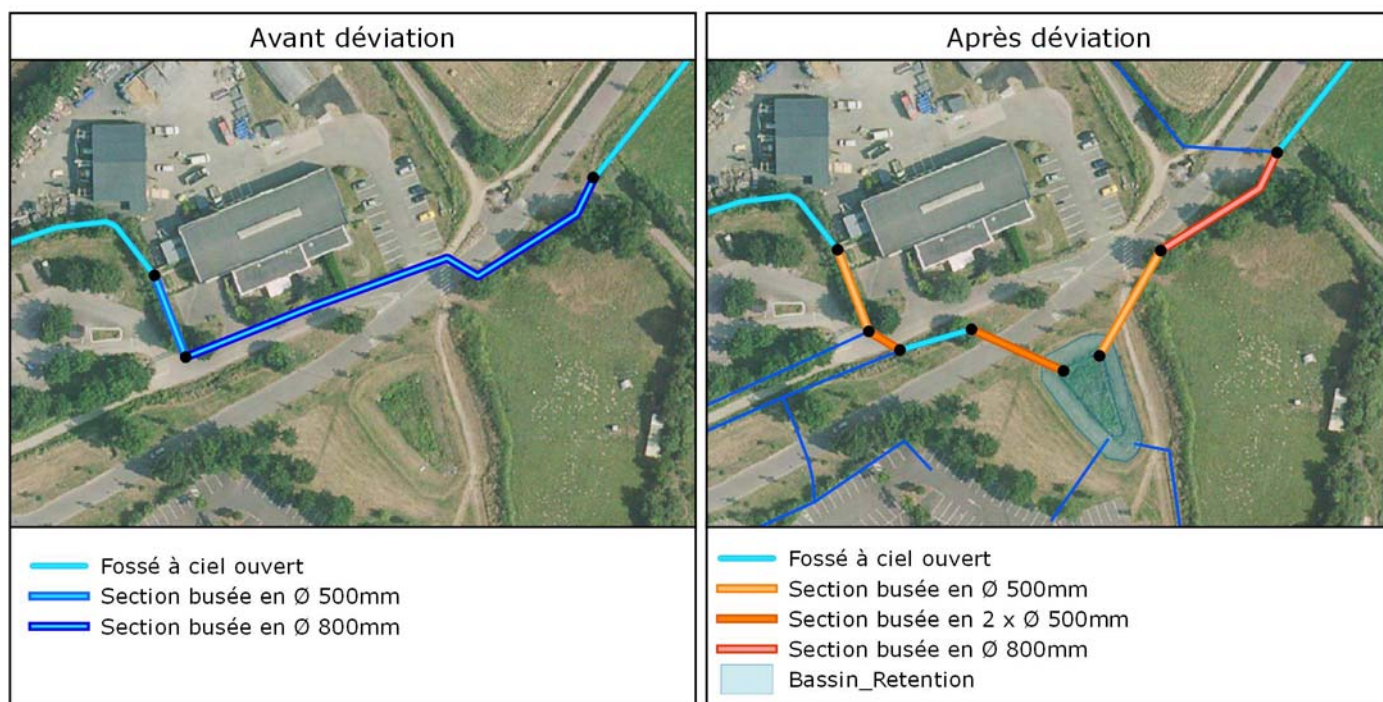 Avant déviation
Après déviation
Fossé à ciel ouvert
Section busée en Ø 500mm
Section busée en Ø 800mm
Fossé à ciel ouvert
Section busée en Ø 500mm
Section busée en 2 x Ø 500mm
Section busée en Ø 800mm
Bassin_Retention